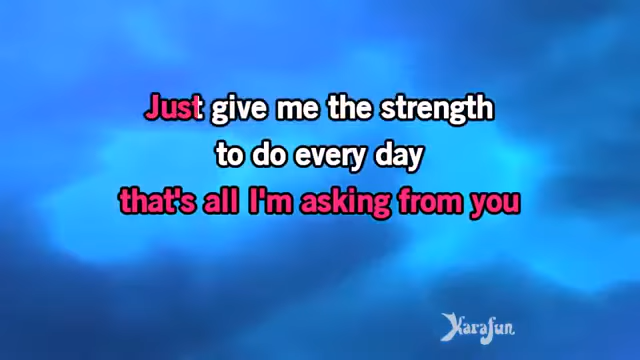 Just give me the strength
to do every day
that's all I'm asking from you
KaraFun